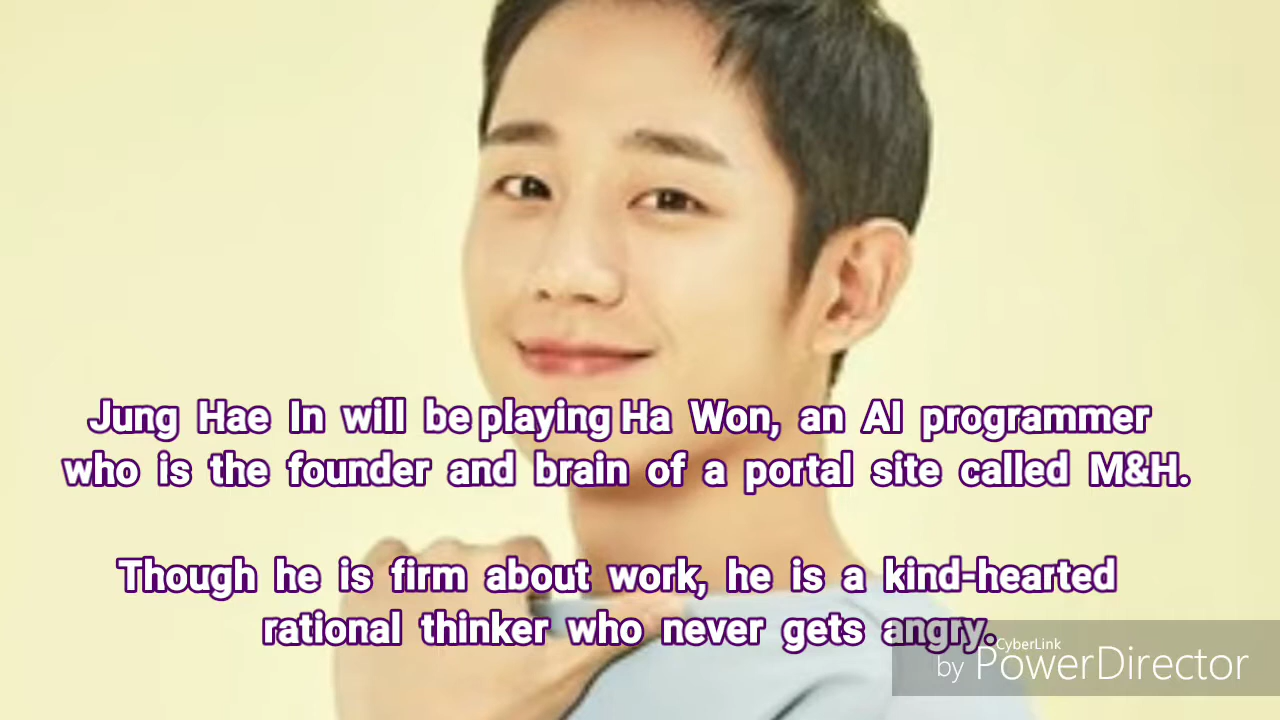 Jung Hae In will be playing Ha Won, an AI programmer
who is the founder and brain of a portal site called M&H.
Though he is firm about work, he is a kind-hearted
rational thinker who never gets angry.
CyberLink
by PowerDirector